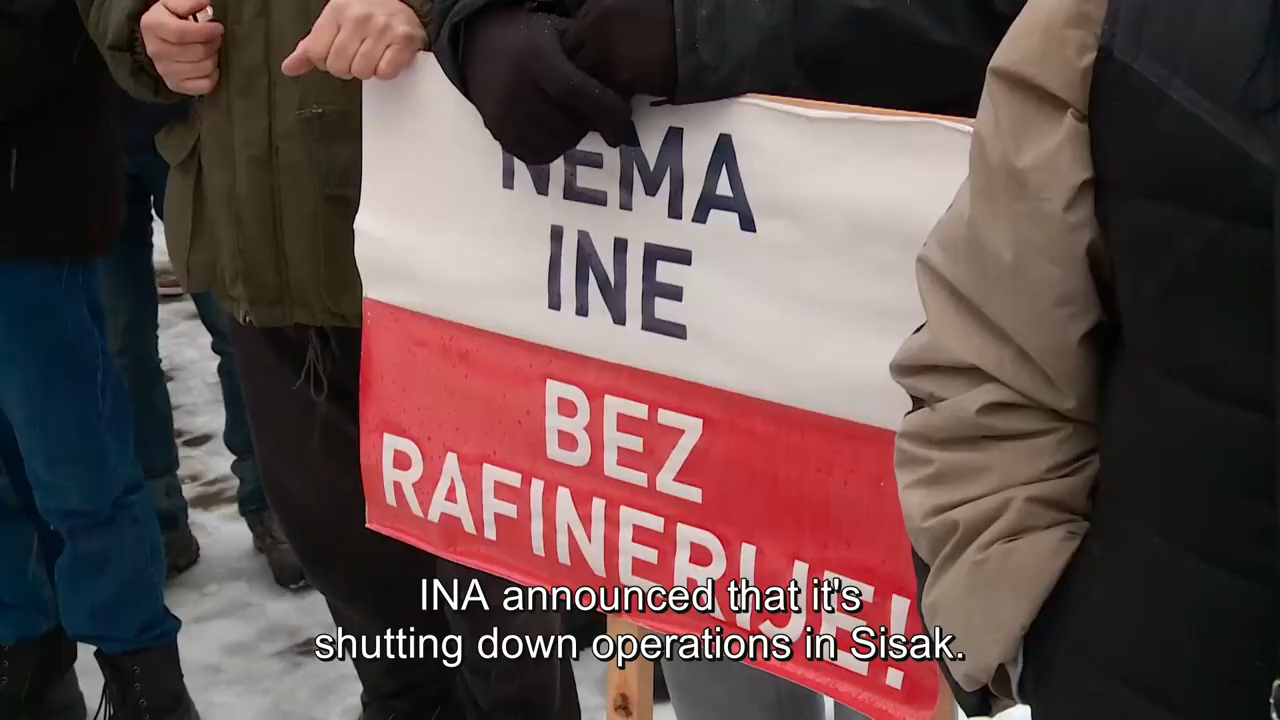 NEMA
INE
BEZ
RAFINERIJE!
INA announced that it's
shutting down operations in Sisak.